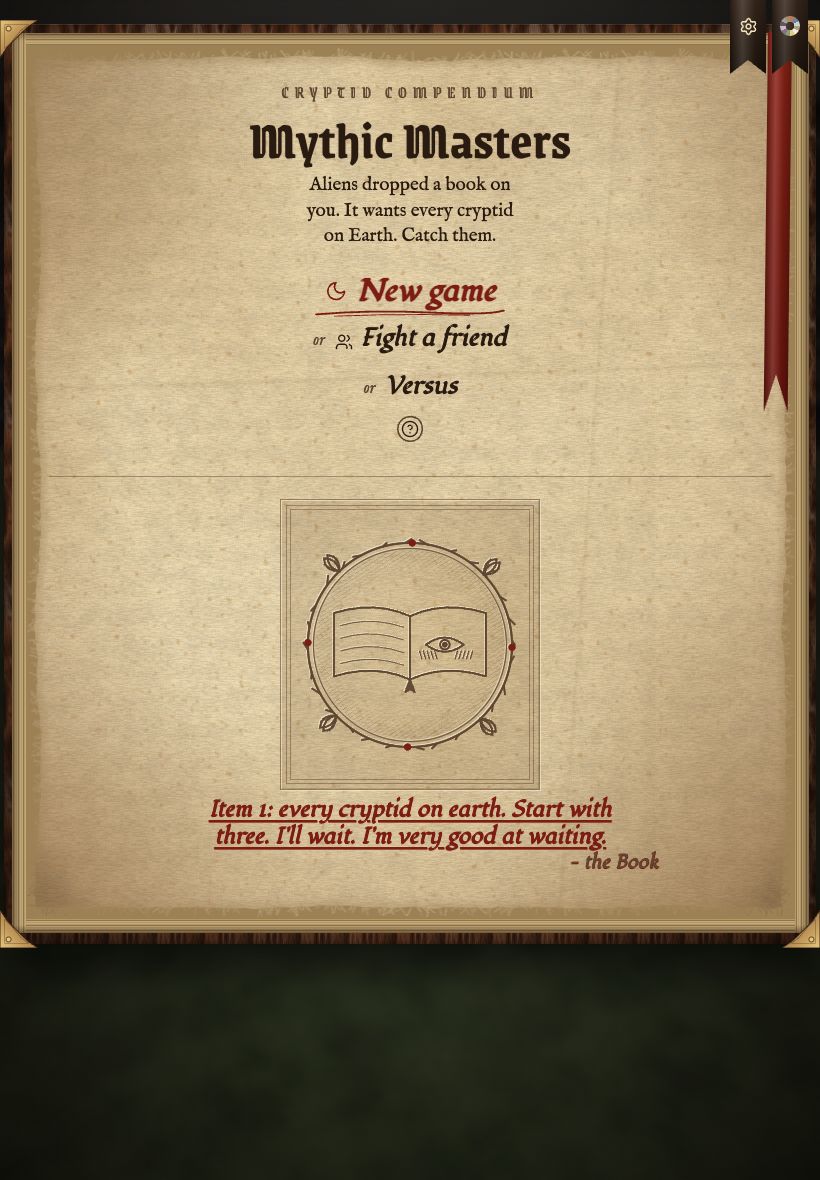 CRYPTID COMPENDIUM
Mythic Masters
Aliens dropped a book on
you. It wants every cryptid
on Earth. Catch them.
New game
or Fight a friend
or Versus
?
Item 1: every cryptid on earth. Start with
three. I'll wait. I'm very good at waiting.
– the Book